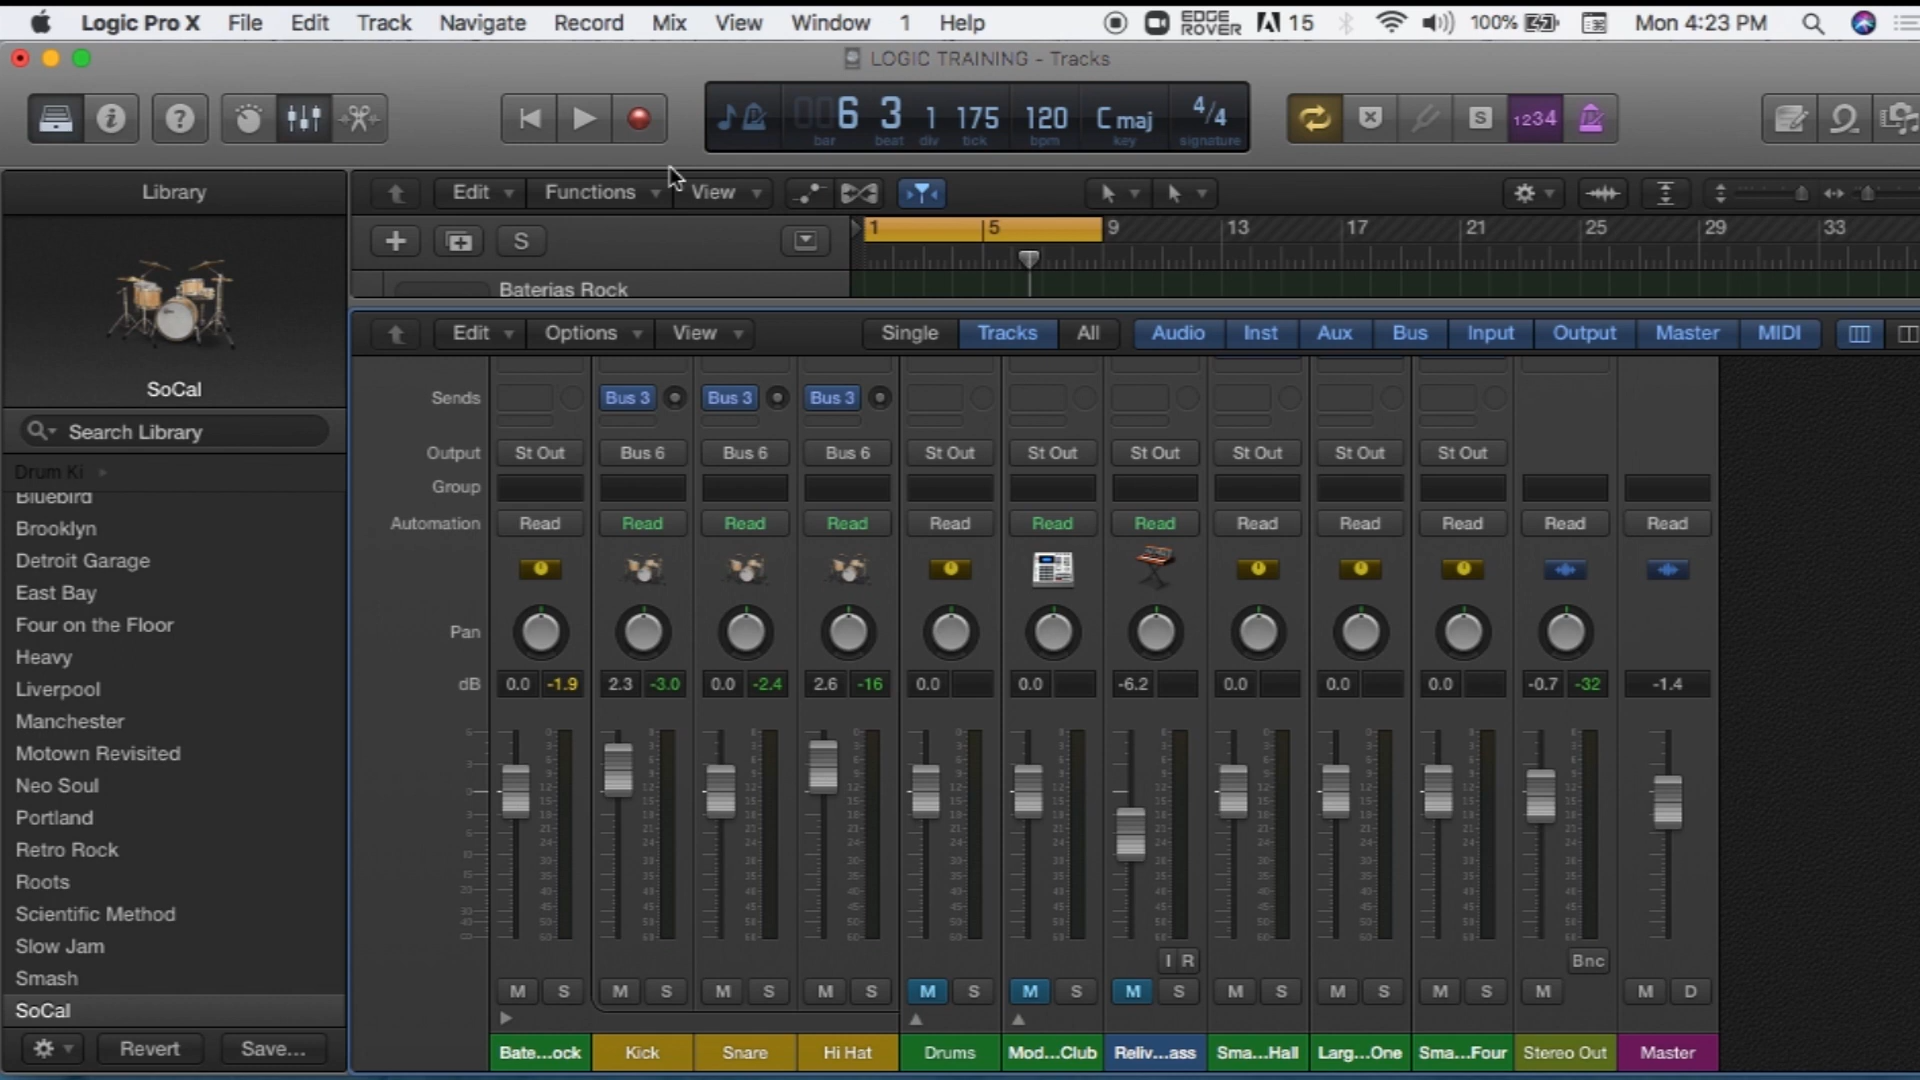 Logic Pro X File Edit Track Navigate Record Mix View Window 1 Help EDGE ROVER 15 100% Mon 4:23 PM
LOGIC TRAINING - Tracks
6 3 1 175 120 C maj 4/4 S 1234
bar beat div tick bpm key signature
Library Edit Functions View
S 1 5 9 13 17 21 25 29 33
Baterias Rock
Edit Options View Single Tracks All Audio Inst Aux Bus Input Output Master MIDI
SoCal
Search Library
Drum Ki
Bluebird
Brooklyn
Detroit Garage
East Bay
Four on the Floor
Heavy
Liverpool
Manchester
Motown Revisited
Neo Soul
Portland
Retro Rock
Roots
Scientific Method
Slow Jam
Smash
SoCal
Revert Save...
Sends Bus 3 Bus 3 Bus 3
Output St Out Bus 6 Bus 6 Bus 6 St Out St Out St Out St Out St Out St Out
Group
Automation Read Read Read Read Read Read Read Read Read Read Read Read
Pan
dB 0.0 -1.9 2.3 -3.0 0.0 -2.4 2.6 -16 0.0 0.0 -6.2 0.0 0.0 0.0 -0.7 -32 -1.4
I R Bnc
M S M S M S M S M S M S M S M S M S M S M M D
Bate...ock Kick Snare Hi Hat Drums Mod...Club Reliv...ass Sma...Hall Larg...One Sma...Four Stereo Out Master